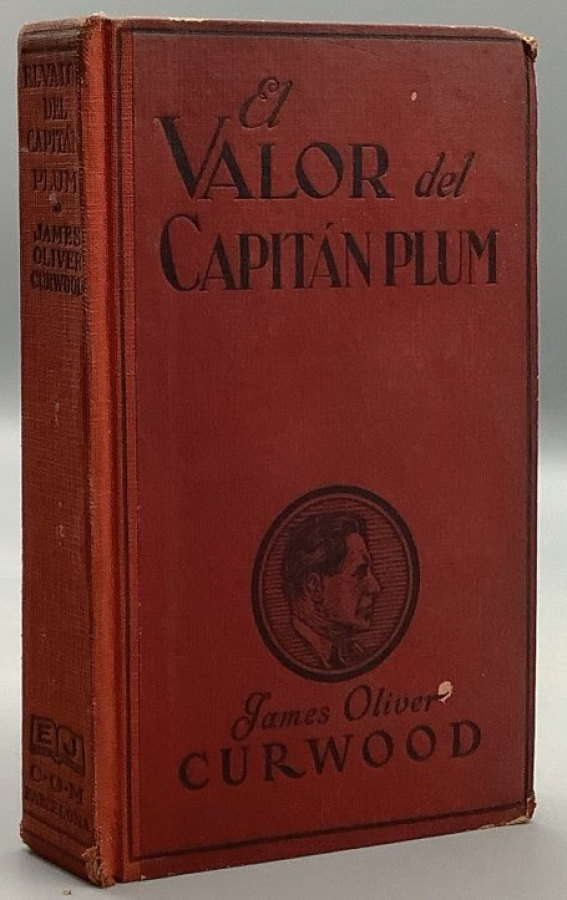 El
VALOR del
CAPITÁN PLUM
James Oliver
CURWOOD
EL VALOR
DEL
CAPITÁN
PLUM
JAMES
OLIVER
CURWOOD
EJ
C·O·M
BARCELONA